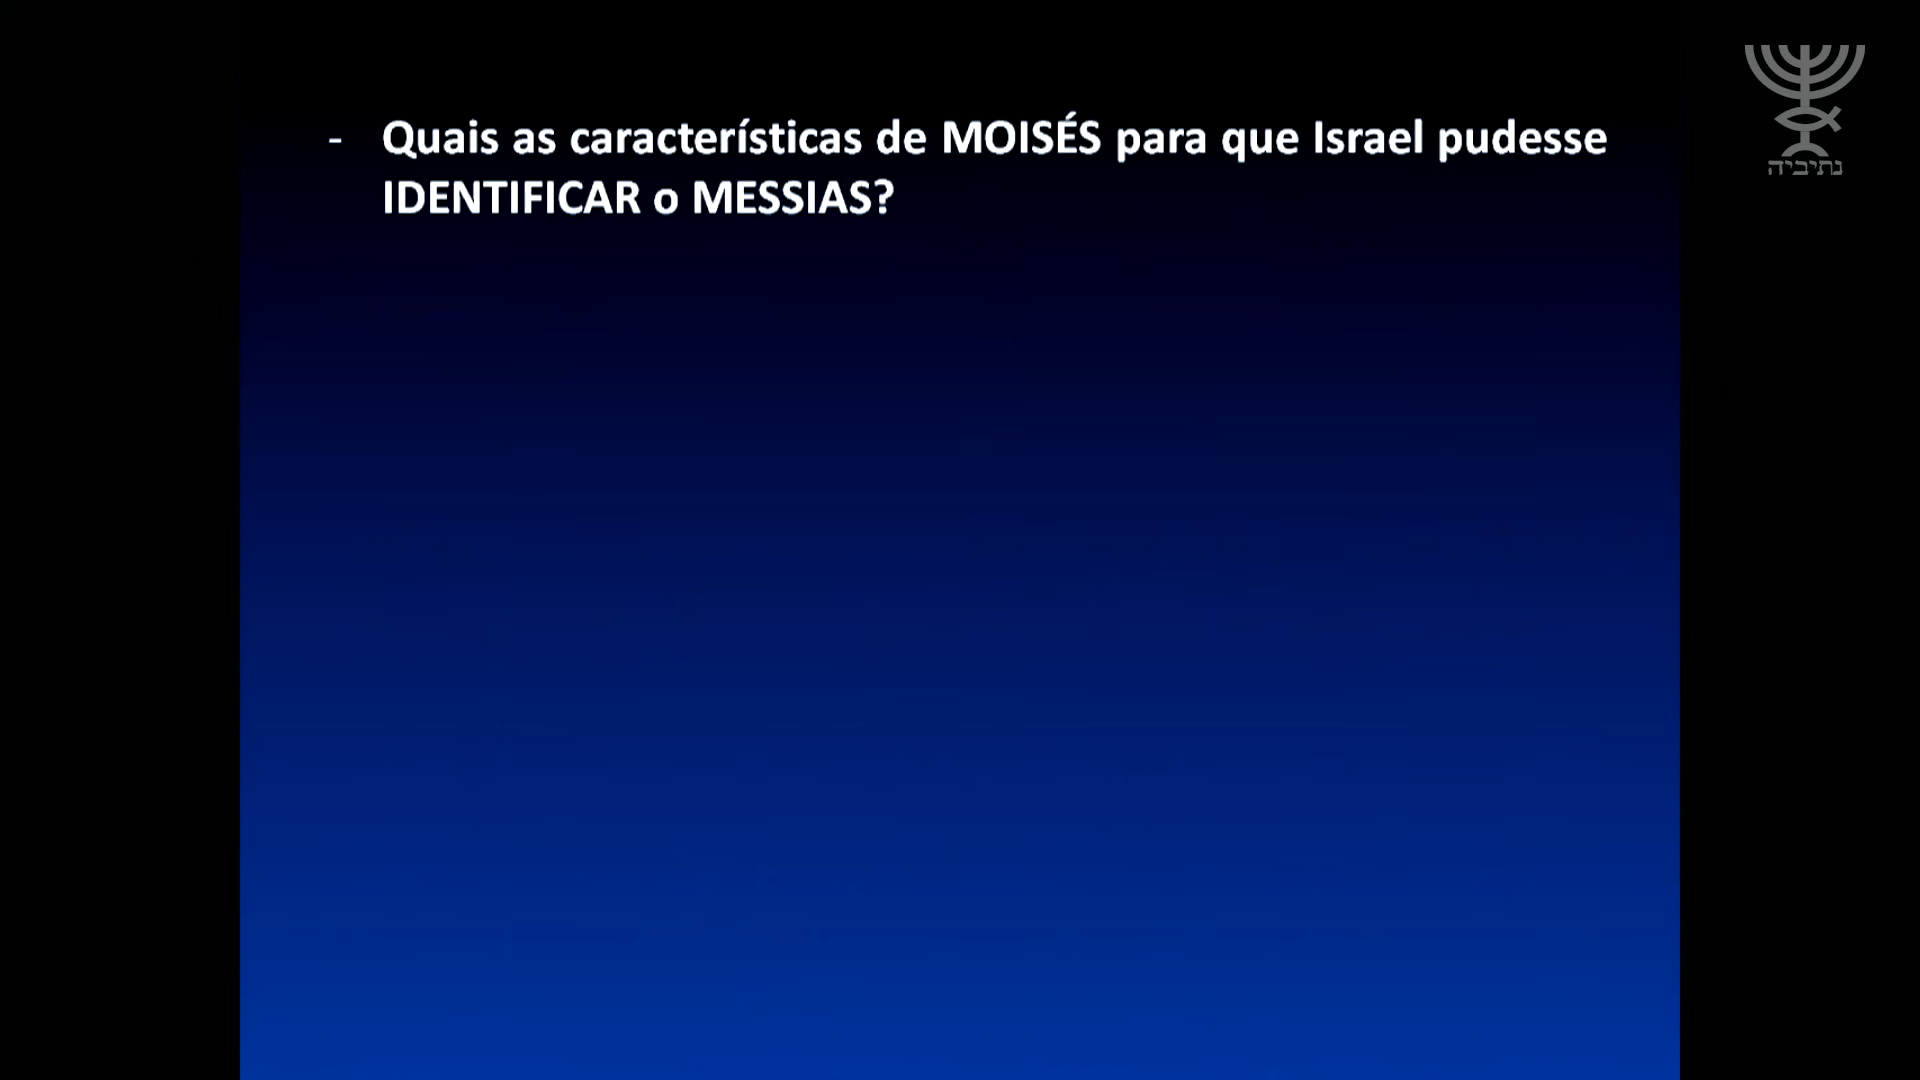 - Quais as características de MOISÉS para que Israel pudesse
IDENTIFICAR o MESSIAS?
נתיביה